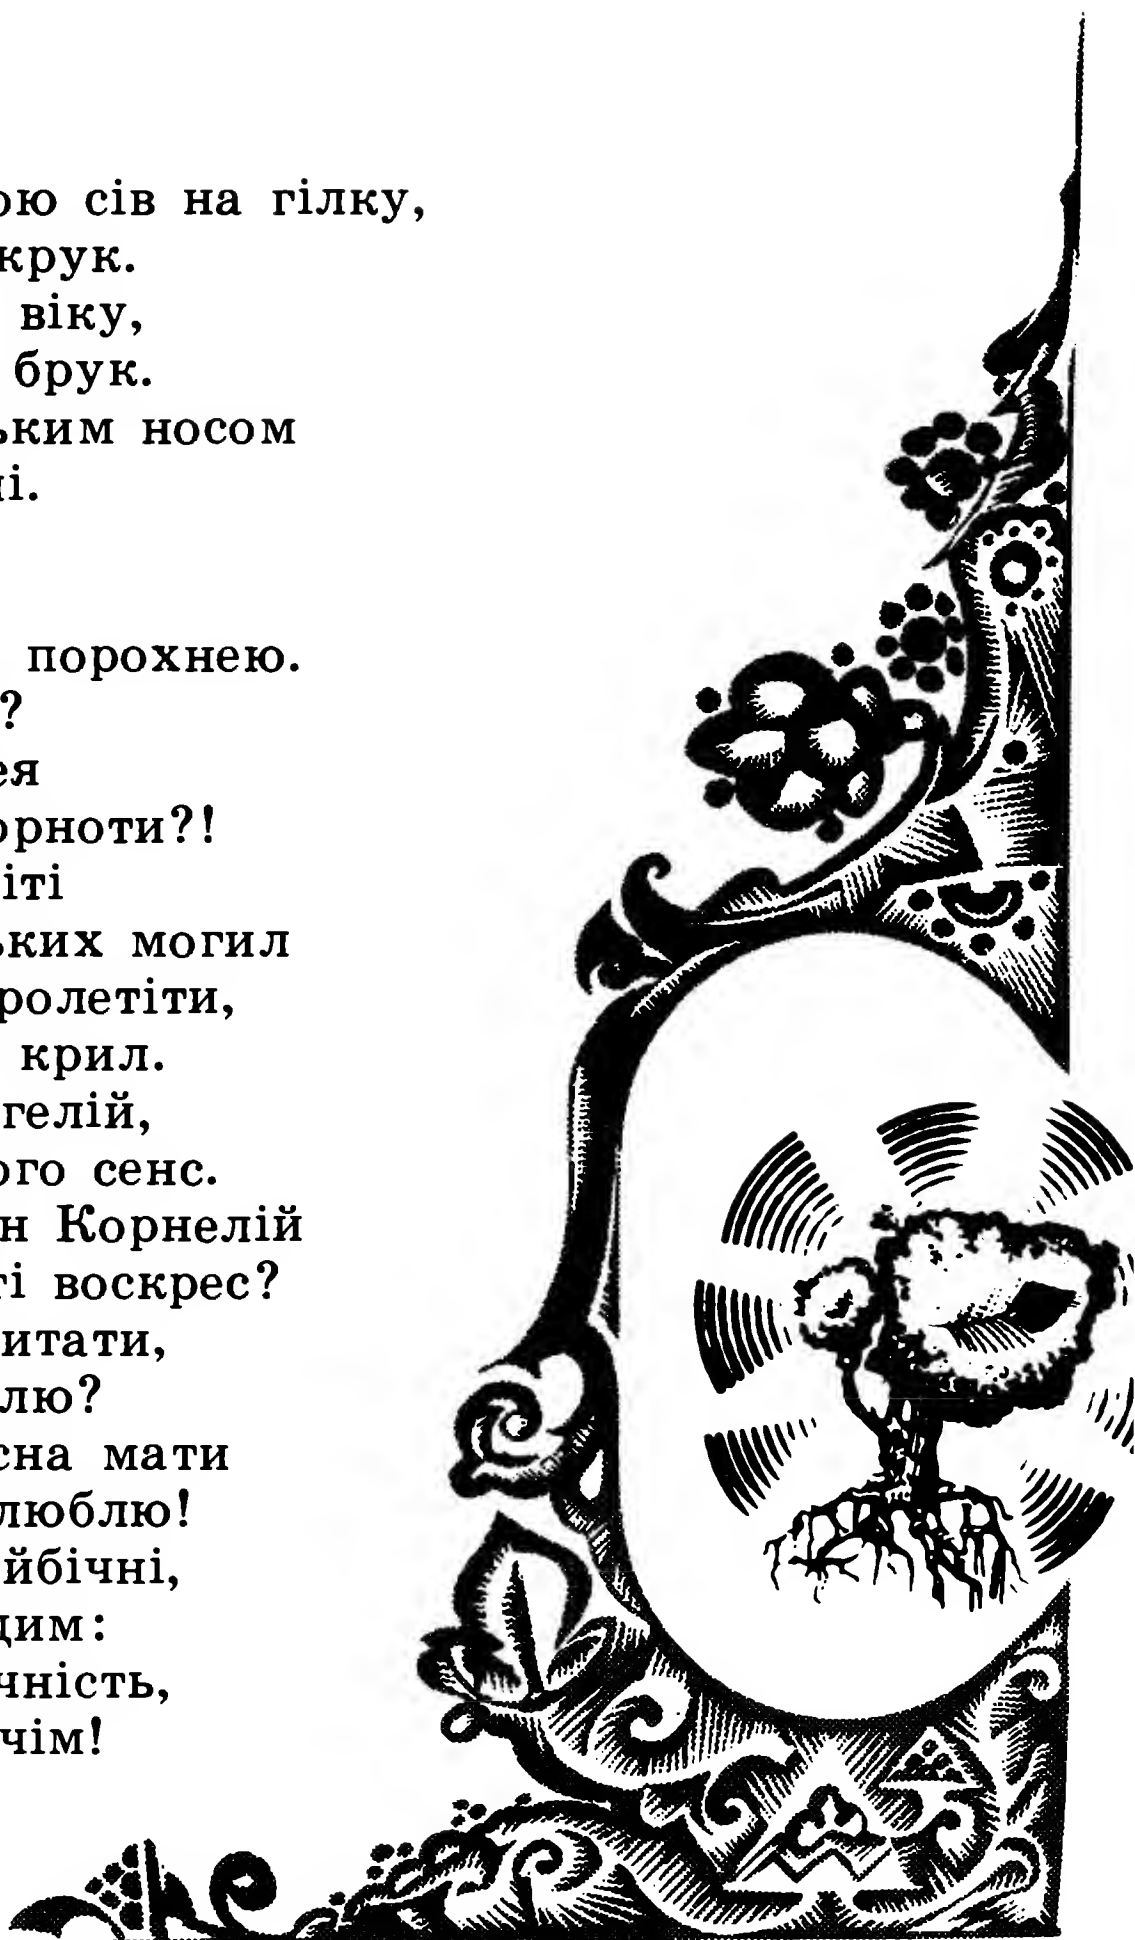 ою сів на гілку,
крук.
віку,
брук.
ьким носом
і.
порохнею.
?
ея
орноти?!
іті
ьких могил
ролетіти,
крил.
гелій,
ого сенс.
н Корнелій
ті воскрес?
итати,
лю?
сна мати
люблю!
йбічні,
цим:
чність,
чім!